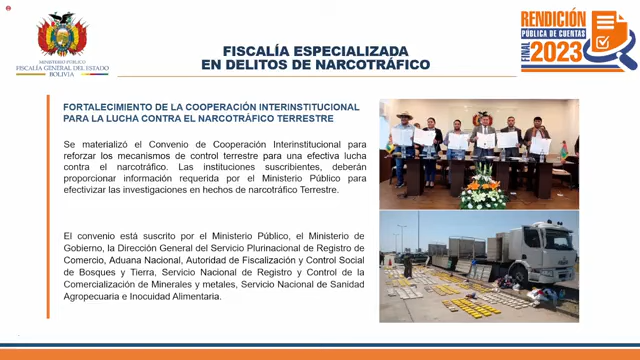 MINISTERIO PÚBLICO
FISCALÍA GENERAL DEL ESTADO
BOLIVIA
RENDICIÓN
PÚBLICA DE CUENTAS
FINAL
2023
FISCALÍA ESPECIALIZADA
EN DELITOS DE NARCOTRÁFICO
FORTALECIMIENTO DE LA COOPERACIÓN INTERINSTITUCIONAL
PARA LA LUCHA CONTRA EL NARCOTRÁFICO TERRESTRE
Se materializó el Convenio de Cooperación Interinstitucional para
reforzar los mecanismos de control terrestre para una efectiva lucha
contra el narcotráfico. Las instituciones suscribientes, deberán
proporcionar información requerida por el Ministerio Público para
efectivizar las investigaciones en hechos de narcotráfico Terrestre.
El convenio está suscrito por el Ministerio Público, el Ministerio de
Gobierno, la Dirección General del Servicio Plurinacional de Registro de
Comercio, Aduana Nacional, Autoridad de Fiscalización y Control Social
de Bosques y Tierra, Servicio Nacional de Registro y Control de la
Comercialización de Minerales y metales, Servicio Nacional de Sanidad
Agropecuaria e Inocuidad Alimentaria.